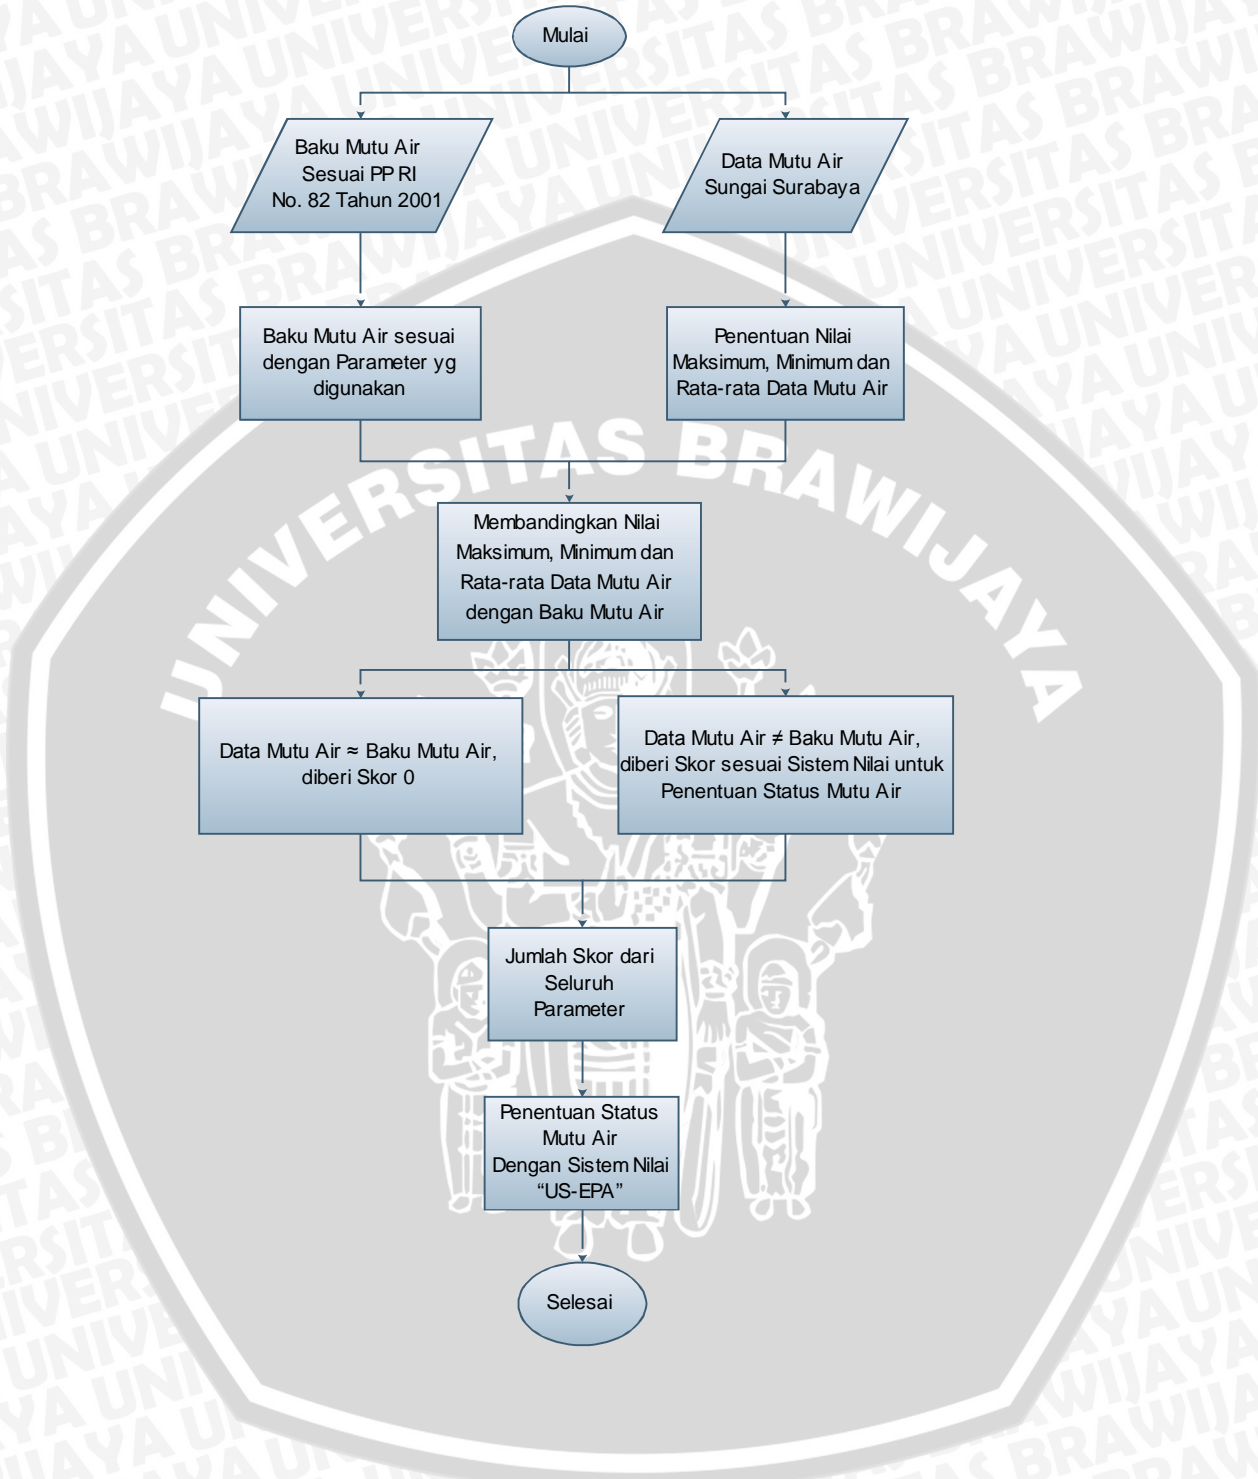 Mulai
Baku Mutu Air
Sesuai PP RI
No. 82 Tahun 2001
Data Mutu Air
Sungai Surabaya
Baku Mutu Air sesuai
dengan Parameter yg
digunakan
Penentuan Nilai
Maksimum, Minimum dan
Rata-rata Data Mutu Air
UNIVERSITAS BRAWIJAYA
Membandingkan Nilai
Maksimum, Minimum dan
Rata-rata Data Mutu Air
dengan Baku Mutu Air
Data Mutu Air ≈ Baku Mutu Air,
diberi Skor 0
Data Mutu Air ≠ Baku Mutu Air,
diberi Skor sesuai Sistem Nilai untuk
Penentuan Status Mutu Air
Jumlah Skor dari
Seluruh
Parameter
Penentuan Status
Mutu Air
Dengan Sistem Nilai
“US-EPA”
Selesai